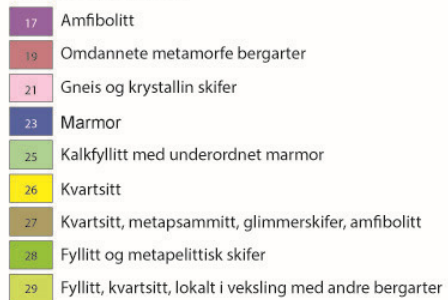 17 Amfibolitt
19 Omdannete metamorfe bergarter
21 Gneis og krystallin skifer
23 Marmor
25 Kalkfyllitt med underordnet marmor
26 Kvartsitt
27 Kvartsitt, metapsammitt, glimmerskifer, amfibolitt
28 Fyllitt og metapelittisk skifer
29 Fyllitt, kvartsitt, lokalt i veksling med andre bergarter